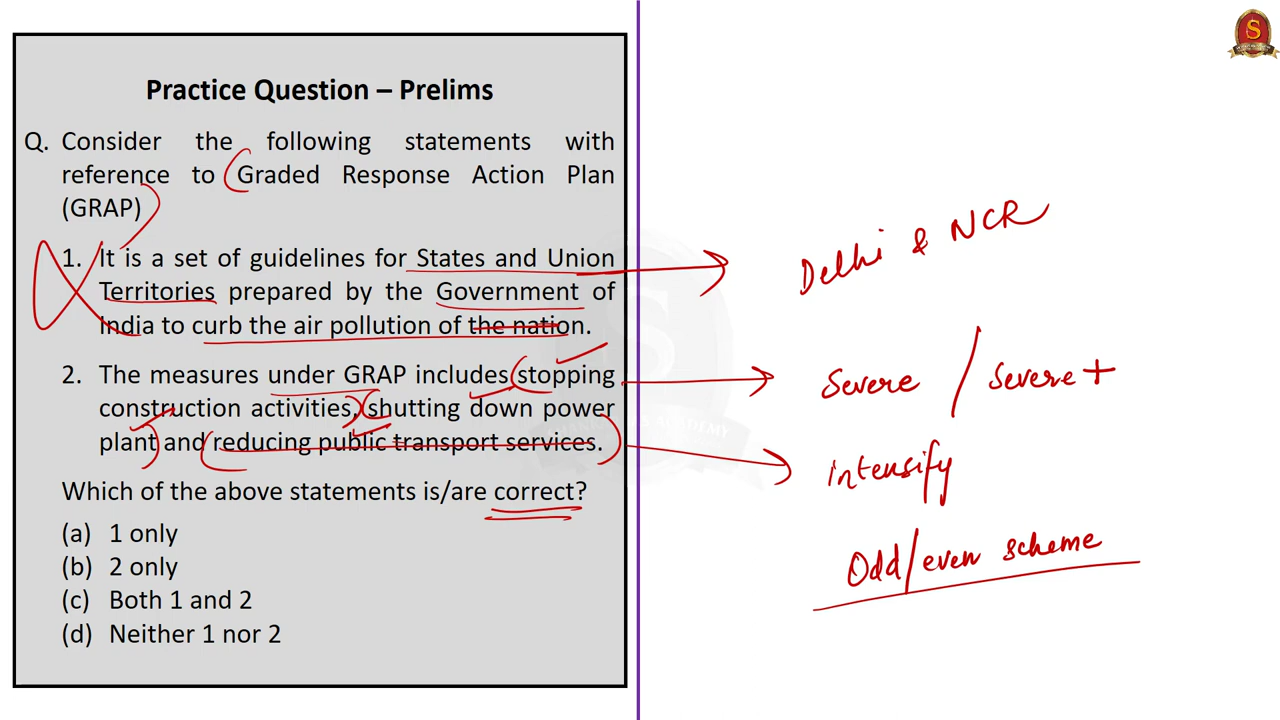 Practice Question – Prelims
Q. Consider the following statements with
reference to Graded Response Action Plan
(GRAP)
1. It is a set of guidelines for States and Union
Territories prepared by the Government of
India to curb the air pollution of the nation.
2. The measures under GRAP includes stopping
construction activities, shutting down power
plant and reducing public transport services.
Which of the above statements is/are correct?
(a) 1 only
(b) 2 only
(c) Both 1 and 2
(d) Neither 1 nor 2
Delhi & NCR
Severe / Severe +
intensify
Odd/even scheme
S